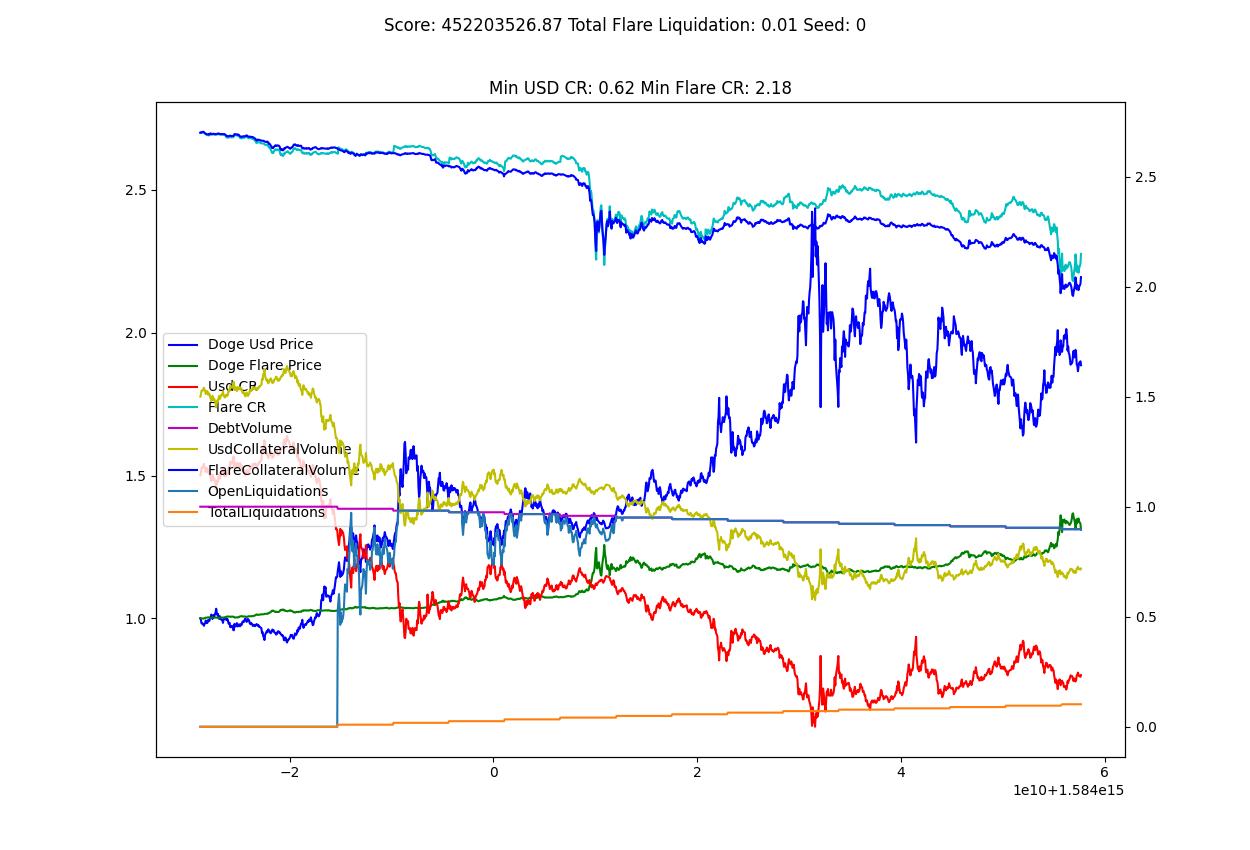 Score: 452203526.87 Total Flare Liquidation: 0.01 Seed: 0
Min USD CR: 0.62 Min Flare CR: 2.18
2.5
2.0
1.5
1.0
Doge Usd Price
Doge Flare Price
Usd CR
Flare CR
DebtVolume
UsdCollateralVolume
FlareCollateralVolume
OpenLiquidations
TotalLiquidations
2.5
2.0
1.5
1.0
0.5
0.0
−2
0
2
4
6
1e10+1.584e15